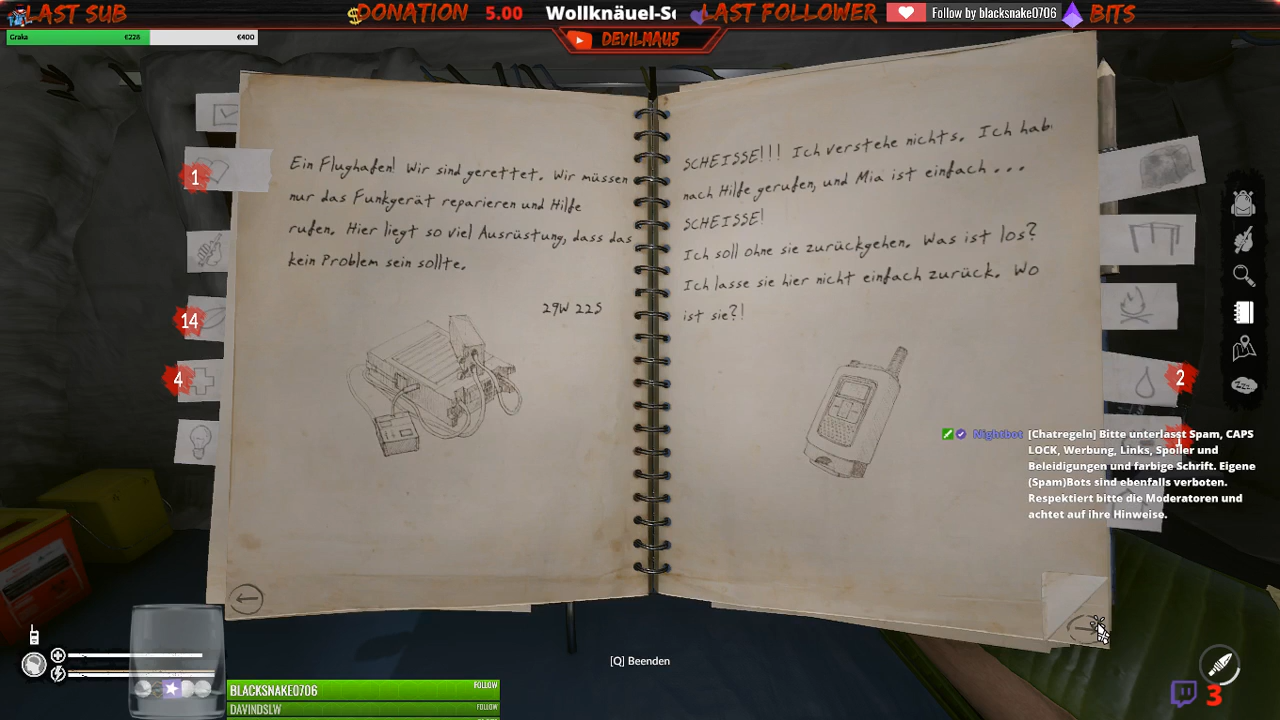 LAST SUB
DONATION 5.00
Wollknäuel-So
LAST FOLLOWER
Follow by blacksnake0706
BITS
Graka €228 €400
DEVILMAU5
Ein Flughafen! Wir sind gerettet. Wir müssen
nur das Funkgerät reparieren und Hilfe
rufen. Hier liegt so viel Ausrüstung, dass das
kein Problem sein sollte.
29W 22S
SCHEISSE!!! Ich verstehe nichts. Ich hab
nach Hilfe gerufen, und Mia ist einfach . . .
SCHEISSE!
Ich soll ohne sie zurückgehen. Was ist los?
Ich lasse sie hier nicht einfach zurück. Wo
ist sie?!
1
14
4
2
1
Zzz...
Nightbot [Chatregeln] Bitte unterlasst Spam, CAPS
LOCK, Werbung, Links, Spoiler und
Beleidigungen und farbige Schrift. Eigene
(Spam)Bots sind ebenfalls verboten.
Respektiert bitte die Moderatoren und
achtet auf ihre Hinweise.
[Q] Beenden
BLACKSNAKE0706 FOLLOW
DAVINDSLW FOLLOW
3